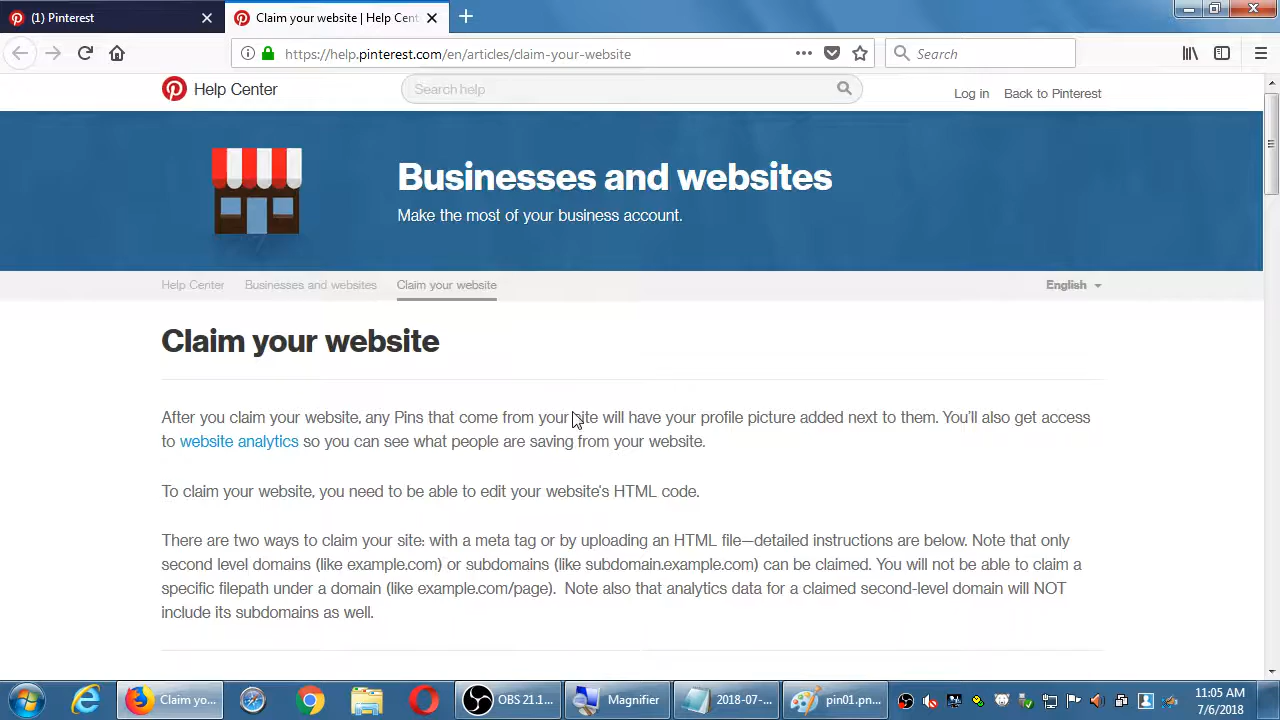 (1) Pinterest
Claim your website | Help Cent
https://help.pinterest.com/en/articles/claim-your-website
Search
Help Center
Search help
Log in
Back to Pinterest
Businesses and websites
Make the most of your business account.
Help Center
Businesses and websites
Claim your website
English
Claim your website
After you claim your website, any Pins that come from your site will have your profile picture added next to them. You'll also get access
to website analytics so you can see what people are saving from your website.
To claim your website, you need to be able to edit your website's HTML code.
There are two ways to claim your site: with a meta tag or by uploading an HTML file—detailed instructions are below. Note that only
second level domains (like example.com) or subdomains (like subdomain.example.com) can be claimed. You will not be able to claim a
specific filepath under a domain (like example.com/page).  Note also that analytics data for a claimed second-level domain will NOT
include its subdomains as well.
Claim yo...
OBS 21.1...
Magnifier
2018-07-...
pin01.pn...
11:05 AM
7/6/2018